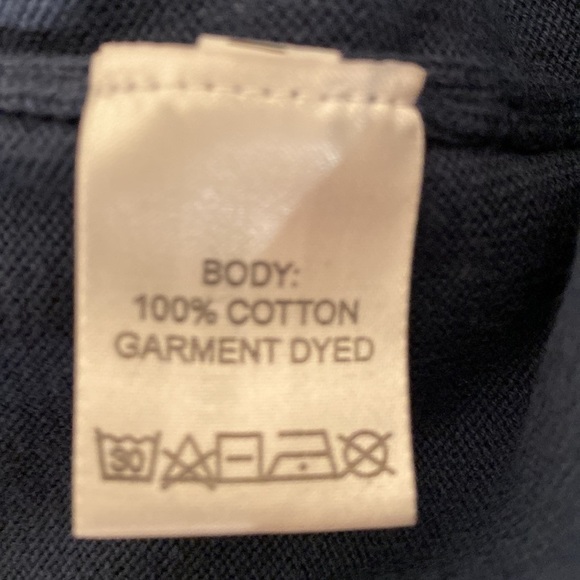 BODY:
100% COTTON
GARMENT DYED
30